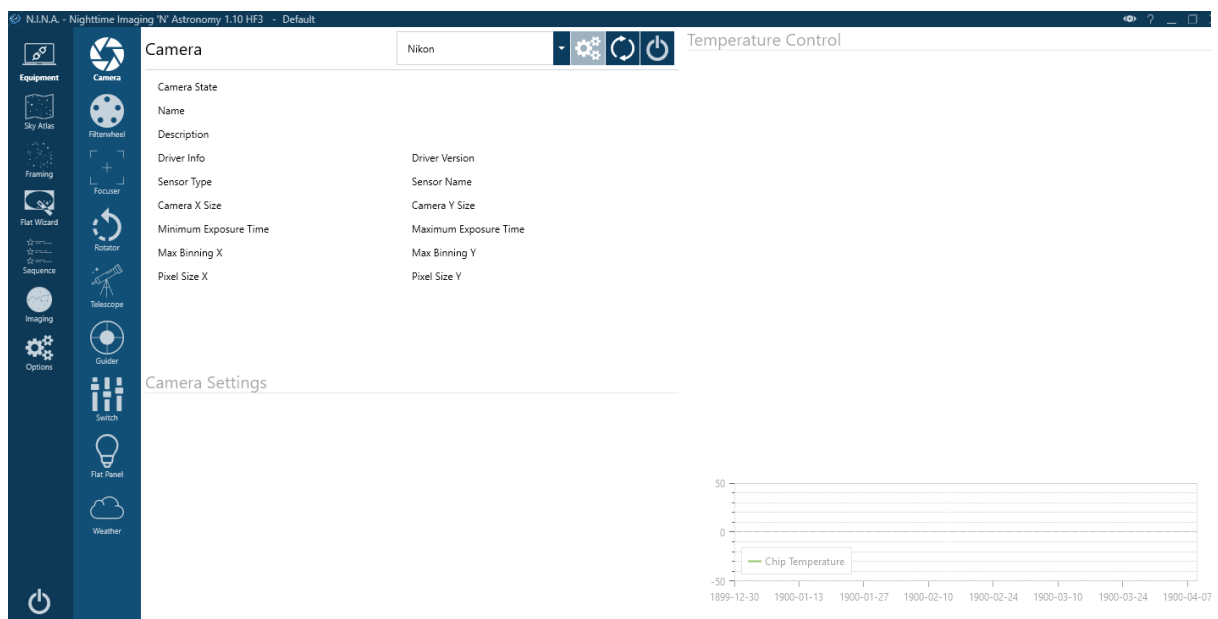 N.I.N.A. - Nighttime Imaging 'N' Astronomy 1.10 HF3 - Default
?
Equipment
Sky Atlas
Framing
Flat Wizard
Sequence
Imaging
Options
Camera
Filterwheel
Focuser
Rotator
Telescope
Guider
Switch
Flat Panel
Weather
Camera
Nikon
Camera State
Name
Description
Driver Info Driver Version
Sensor Type Sensor Name
Camera X Size Camera Y Size
Minimum Exposure Time Maximum Exposure Time
Max Binning X Max Binning Y
Pixel Size X Pixel Size Y
Camera Settings
Temperature Control
50
0
-50
Chip Temperature
1899-12-30 1900-01-13 1900-01-27 1900-02-10 1900-02-24 1900-03-10 1900-03-24 1900-04-07